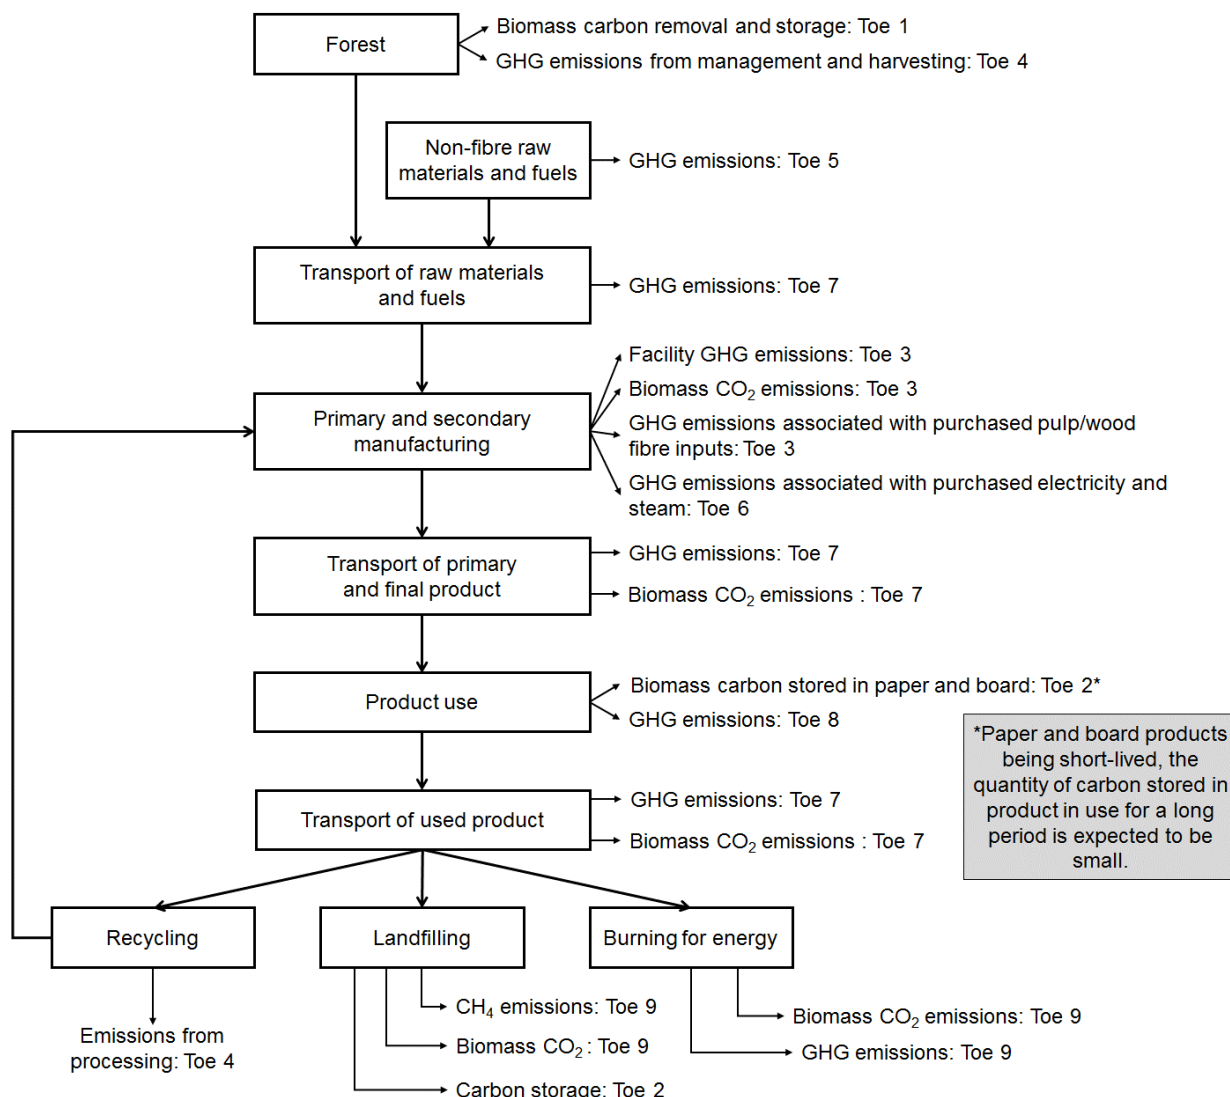 Forest
Biomass carbon removal and storage: Toe 1
GHG emissions from management and harvesting: Toe 4
Non-fibre raw
materials and fuels
GHG emissions: Toe 5
Transport of raw materials
and fuels
GHG emissions: Toe 7
Primary and secondary
manufacturing
Facility GHG emissions: Toe 3
Biomass CO₂ emissions: Toe 3
GHG emissions associated with purchased pulp/wood
fibre inputs: Toe 3
GHG emissions associated with purchased electricity and
steam: Toe 6
Transport of primary
and final product
GHG emissions: Toe 7
Biomass CO₂ emissions : Toe 7
Product use
Biomass carbon stored in paper and board: Toe 2*
GHG emissions: Toe 8
*Paper and board products
being short-lived, the
quantity of carbon stored in
product in use for a long
period is expected to be
small.
Transport of used product
GHG emissions: Toe 7
Biomass CO₂ emissions : Toe 7
Recycling
Landfilling
Burning for energy
Emissions from
processing: Toe 4
CH₄ emissions: Toe 9
Biomass CO₂ : Toe 9
Carbon storage: Toe 2
Biomass CO₂ emissions: Toe 9
GHG emissions: Toe 9